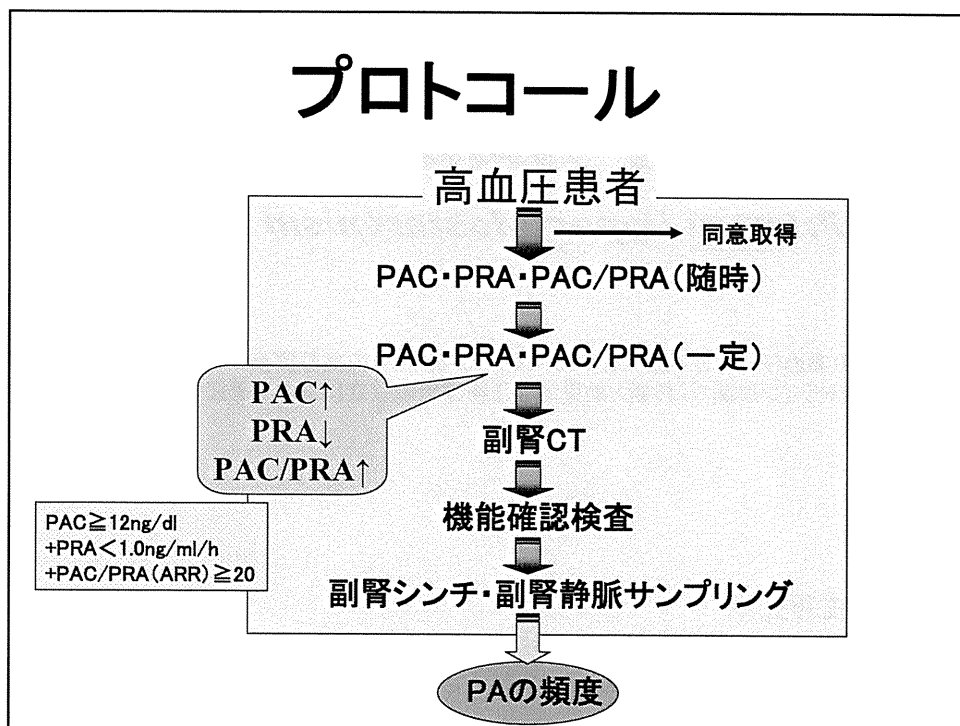 プロトコール
高血圧患者
同意取得
PAC・PRA・PAC/PRA(随時)
PAC・PRA・PAC/PRA(一定)
PAC↑
PRA↓
PAC/PRA↑
副腎CT
機能確認検査
PAC≧12ng/dl
+PRA<1.0ng/ml/h
+PAC/PRA(ARR)≧20
副腎シンチ・副腎静脈サンプリング
PAの頻度